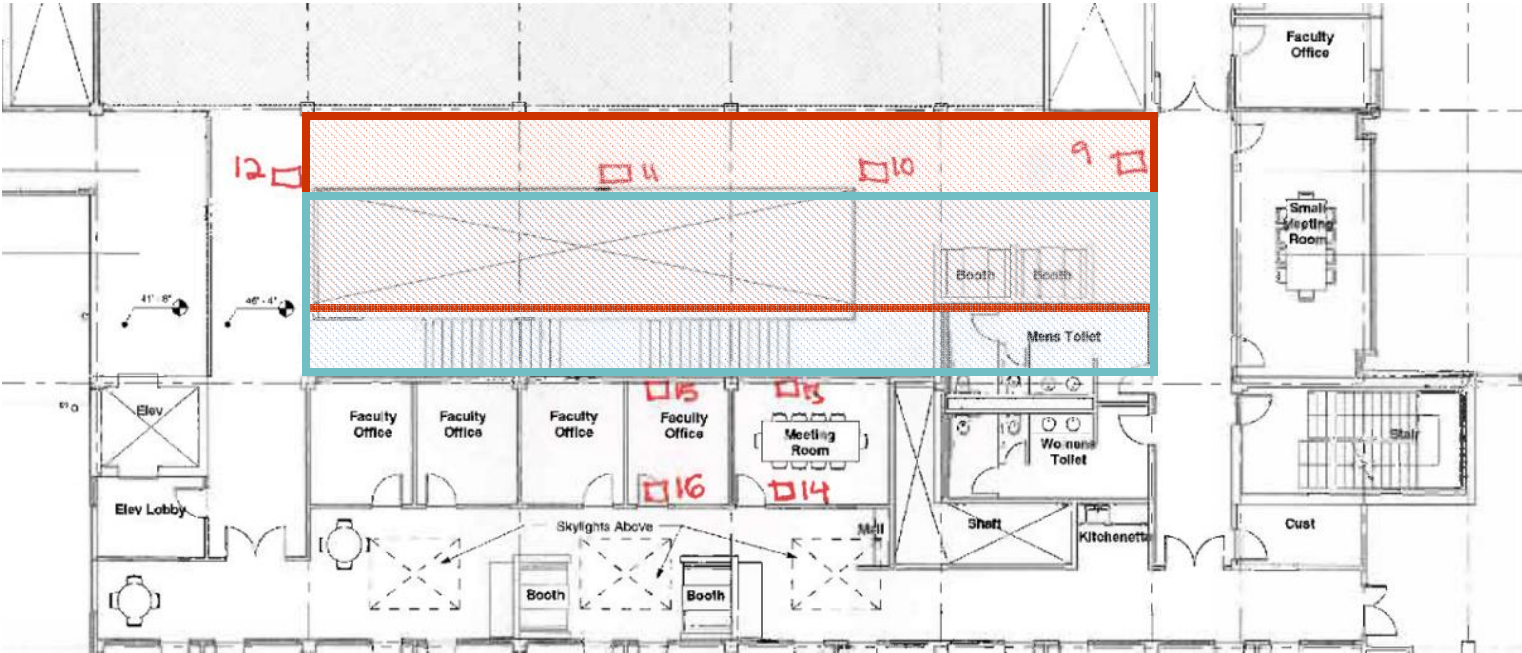 Faculty
Office
12
11
10
9
Small
Meeting
Room
Booth
Booth
41' - 8"
46' - 4"
Mens Toilet
15
13
Elev
Faculty
Office
Faculty
Office
Faculty
Office
Faculty
Office
Meeting
Room
Womens
Toilet
Stair
16
14
Elev Lobby
Skylights Above
Mail
Shaft
Kitchenette
Cust
Booth
Booth